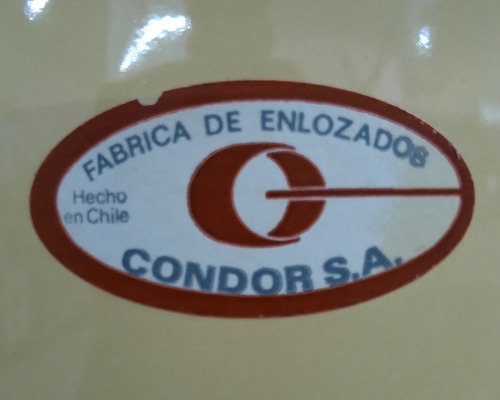 FABRICA DE ENLOZADOS
Hecho
en Chile
CONDOR S.A.